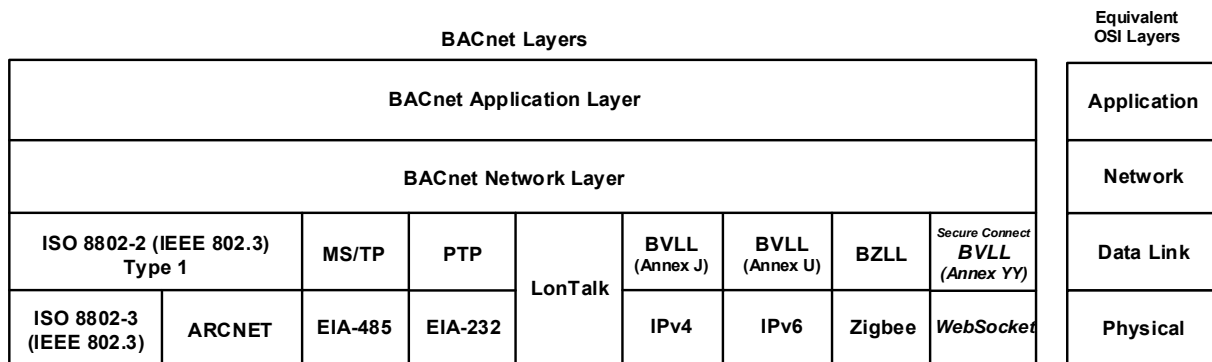 BACnet Layers
Equivalent
OSI Layers
BACnet Application Layer
Application
BACnet Network Layer
Network
ISO 8802-2 (IEEE 802.3)
Type 1
MS/TP
PTP
LonTalk
BVLL
(Annex J)
BVLL
(Annex U)
BZLL
Secure Connect
BVLL
(Annex YY)
Data Link
ISO 8802-3
(IEEE 802.3)
ARCNET
EIA-485
EIA-232
IPv4
IPv6
Zigbee
WebSocket
Physical